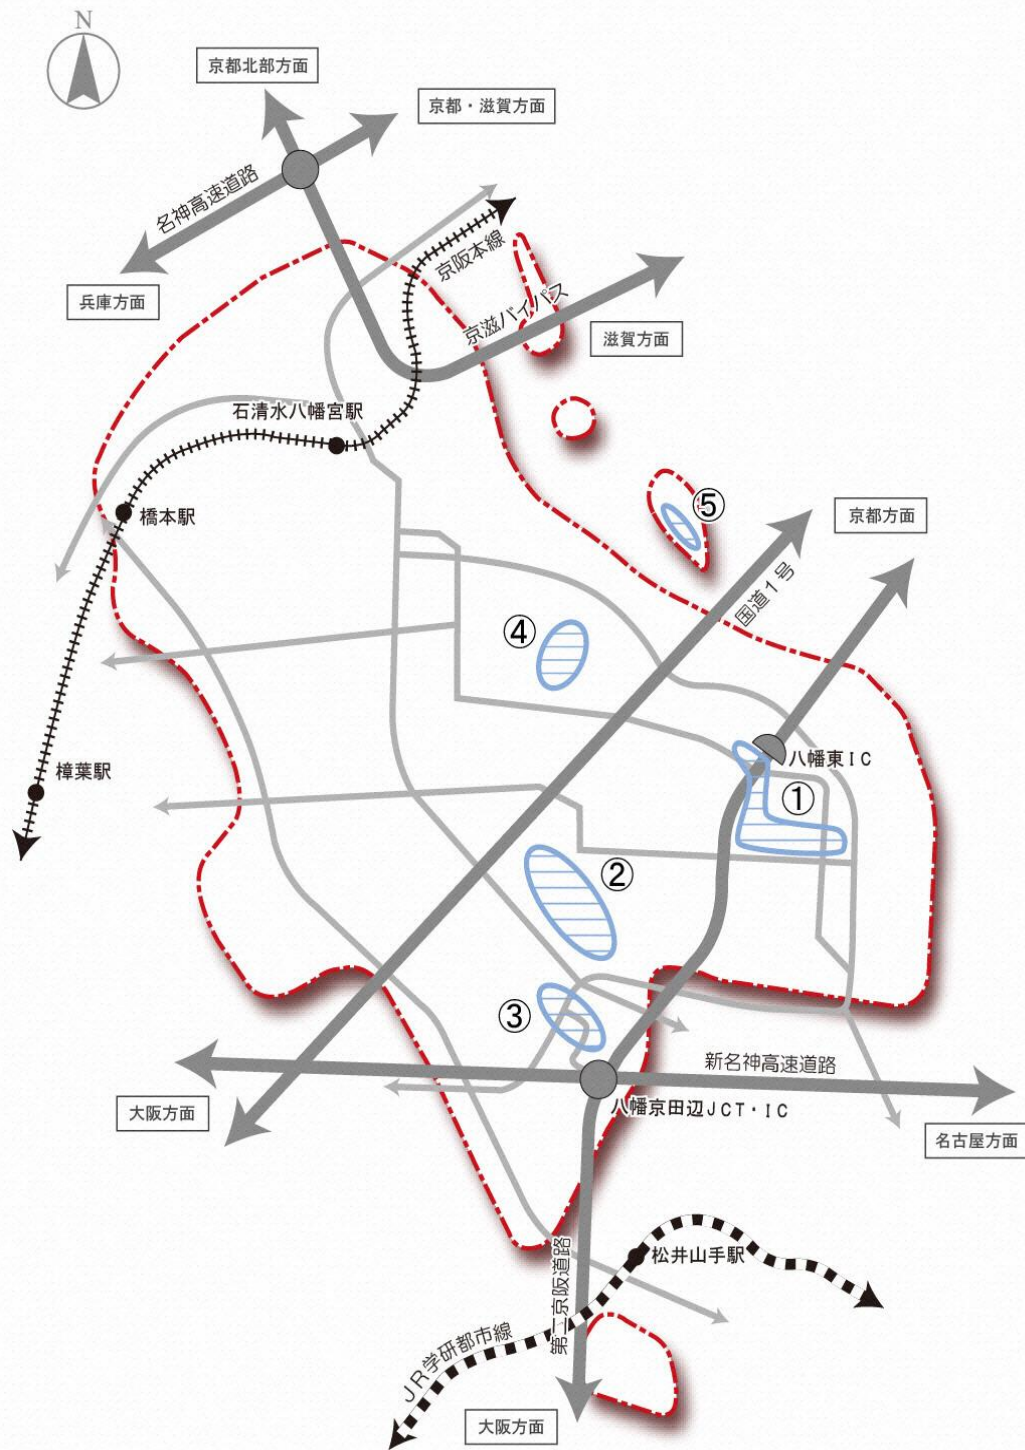 N
京都北部方面
京都・滋賀方面
名神高速道路
兵庫方面
京阪本線
京滋バイパス
滋賀方面
石清水八幡宮駅
橋本駅
⑤
京都方面
国道1号
④
樟葉駅
八幡東IC
①
②
③
新名神高速道路
大阪方面
八幡京田辺JCT・IC
名古屋方面
第二京阪道路
松井山手駅
JR学研都市線
大阪方面